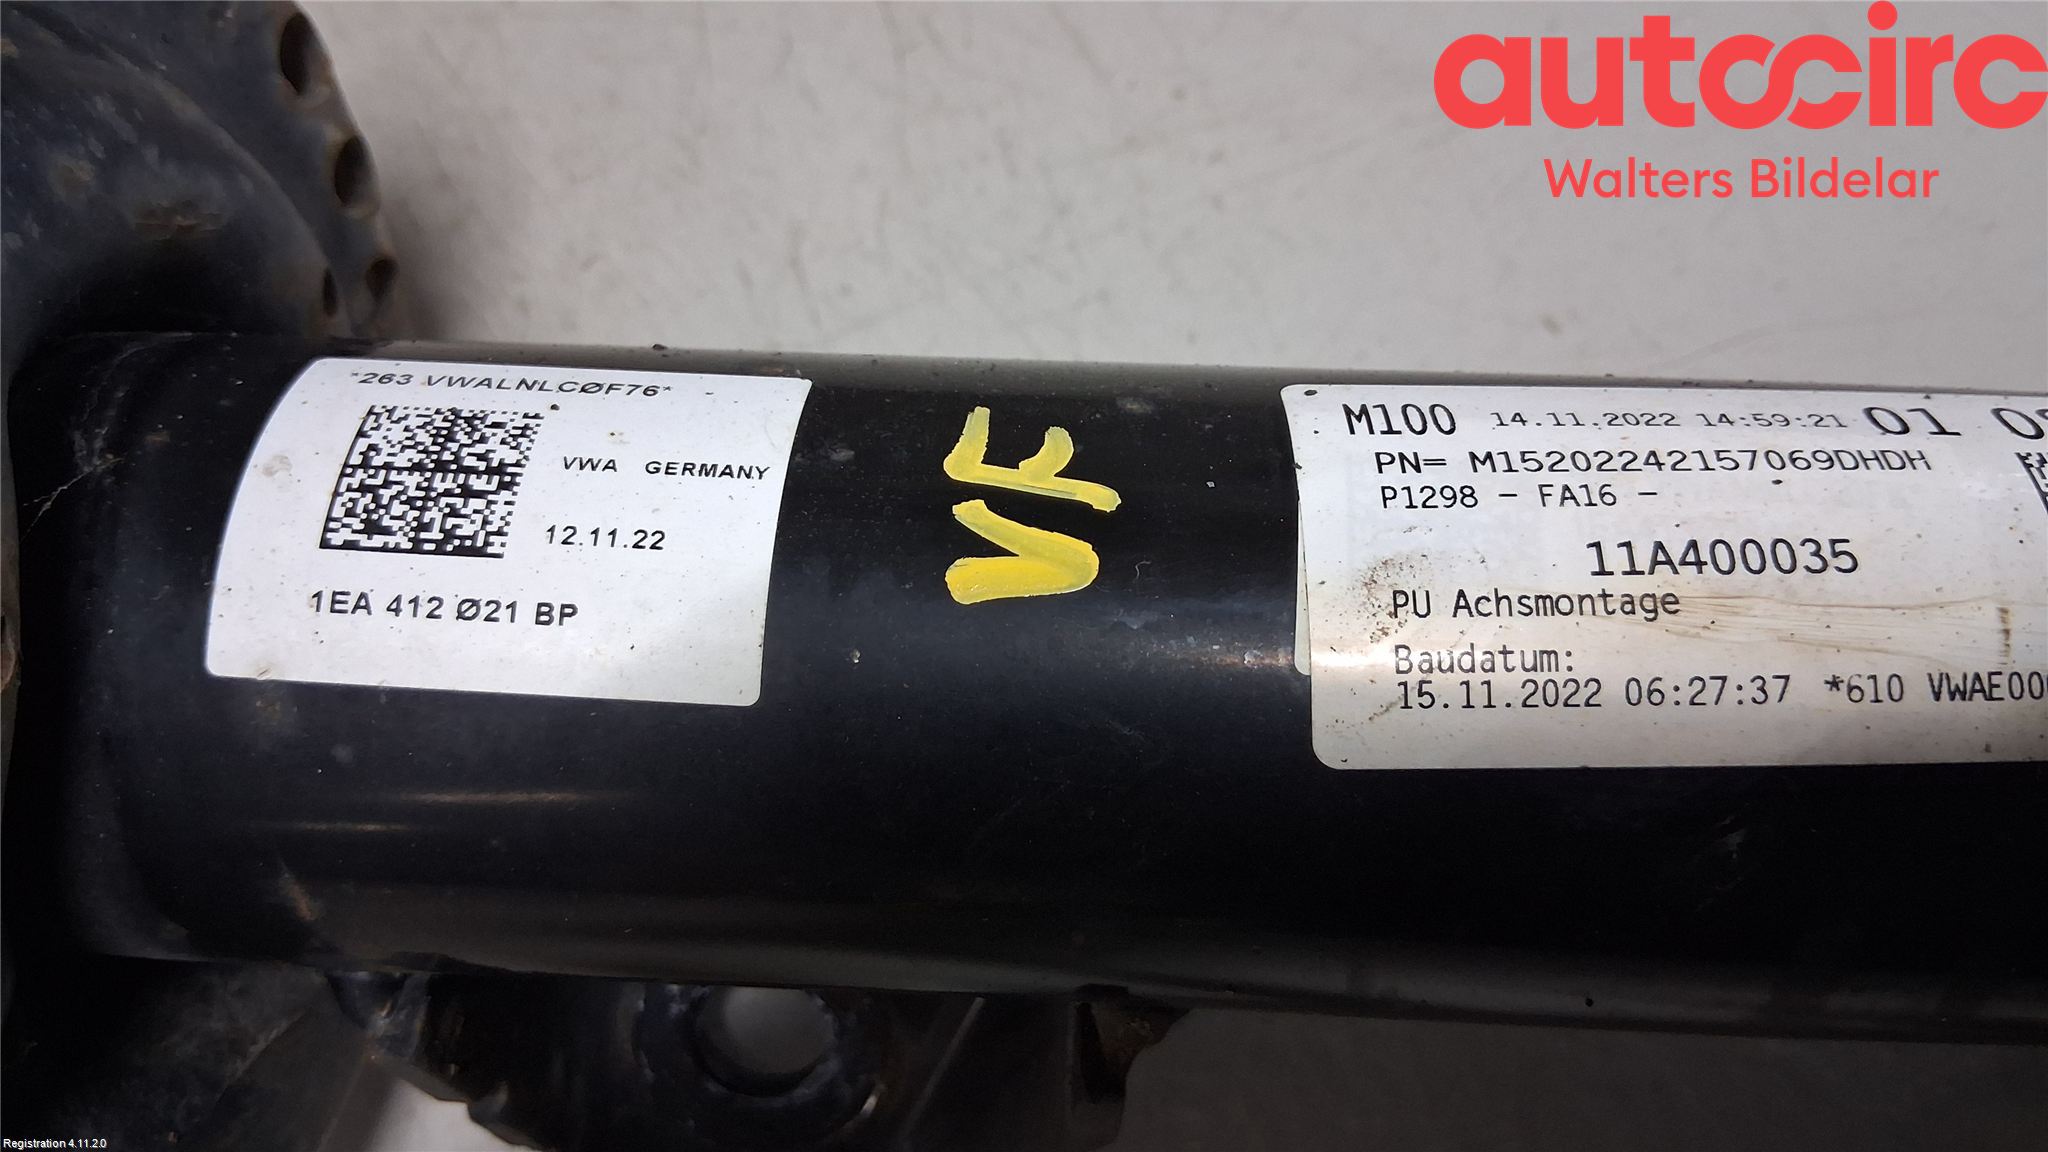 autocirc
Walters Bildelar
*263 VWALNLCØF76*
VWA GERMANY
12.11.22
1EA 412 Ø21 BP
VF
M100 14.11.2022 14:59:21 01
PN= M15202242157069DHDH
P1298 - FA16 -
11A400035
PU Achsmontage
Baudatum:
15.11.2022 06:27:37 *610 VWAE00
Registration 4.11.2.0